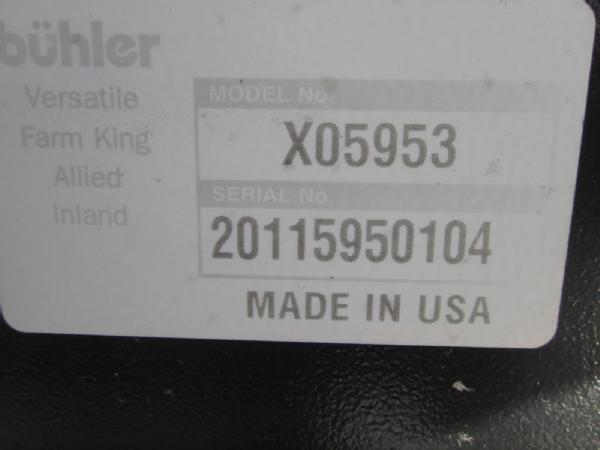 bühler
Versatile
Farm King
Allied
Inland
MODEL No.
X05953
SERIAL No.
20115950104
MADE IN USA